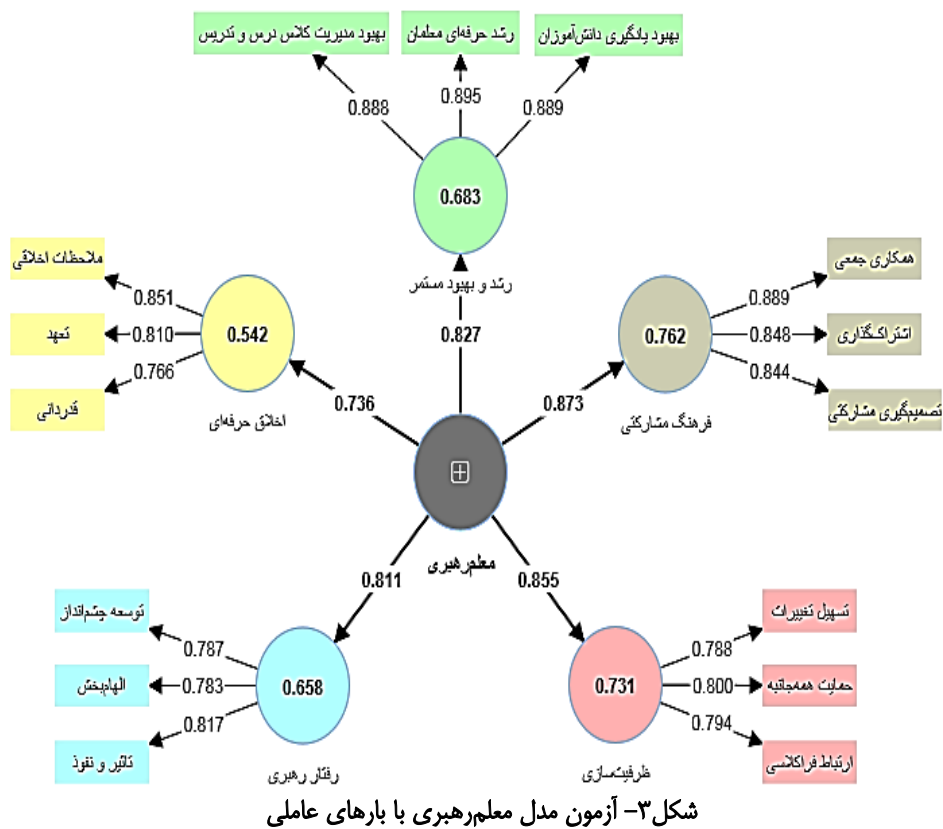 بهبود یادگیری دانش‌آموزان
رشد حرفه‌ای معلمان
بهبود مدیریت کلاس درس و تدریس
0.889
0.895
0.888
0.683
رشد و بهبود مستمر
0.827
همکاری جمعی
اشتراک‌گذاری
تصمیم‌گیری مشارکتی
0.889
0.848
0.844
0.762
فرهنگ مشارکتی
0.873
ملاحظات اخلاقی
تعهد
قدردانی
0.851
0.810
0.766
0.542
اخلاق حرفه‌ای
0.736
معلم‌رهبری
0.855
تسهیل تغییرات
حمایت همه‌جانبه
ارتباط فراکلاسی
0.788
0.800
0.794
0.731
ظرفیت‌سازی
0.811
توسعه چشم‌انداز
الهام‌بخش
تاثیر و نفوذ
0.787
0.783
0.817
0.658
رفتار رهبری
شکل۳- آزمون مدل معلم‌رهبری با بارهای عاملی